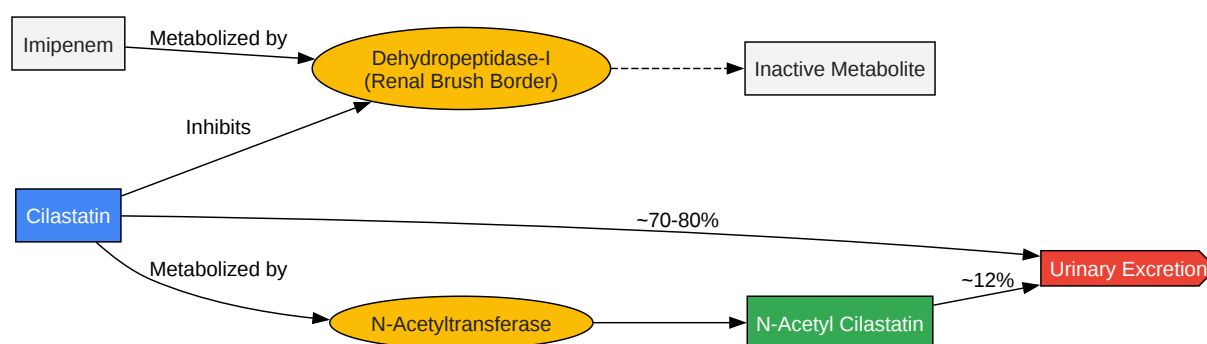 Imipenem
Metabolized by
Dehydropeptidase-I
(Renal Brush Border)
Inactive Metabolite
Inhibits
Cilastatin
~70-80%
Urinary Excretion
Metabolized by
~12%
N-Acetyltransferase
N-Acetyl Cilastatin